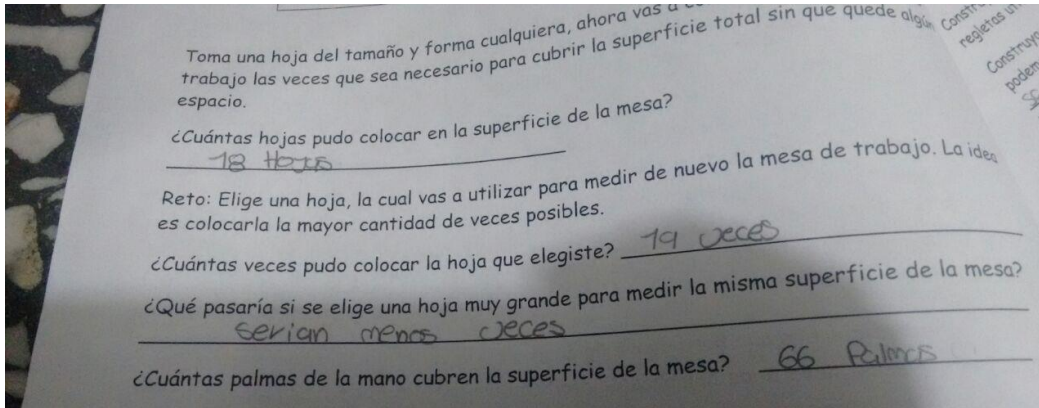 Toma una hoja del tamaño y forma cualquiera, ahora vas a
trabajo las veces que sea necesario para cubrir la superficie total sin que quede algún
espacio.
¿Cuántas hojas pudo colocar en la superficie de la mesa?
18 Hojas
Reto: Elige una hoja, la cual vas a utilizar para medir de nuevo la mesa de trabajo. La idea
es colocarla la mayor cantidad de veces posibles.
¿Cuántas veces pudo colocar la hoja que elegiste? 19 veces
¿Qué pasaría si se elige una hoja muy grande para medir la misma superficie de la mesa?
serian menos veces
¿Cuántas palmas de la mano cubren la superficie de la mesa? 66 Palmas
Constru
regletas un
Construya
podem